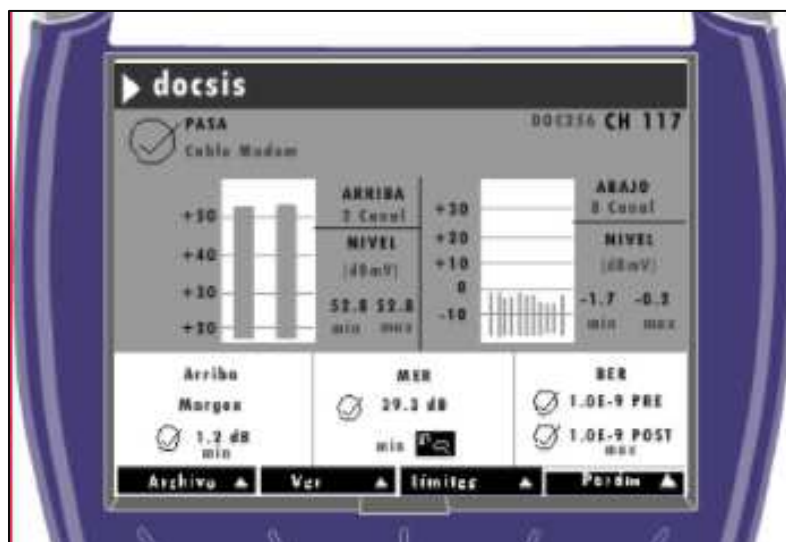 docsis
PASA
Cable Modem
DOC256 CH 117
ARRIBA
2 Canal
NIVEL
(dBmV)
52.8 52.8
min max
+50
+40
+30
+20
ABAJO
8 Canal
NIVEL
(dBmV)
-1.7 -0.2
min max
+30
+20
+10
0
-10
Arriba
Margen
1.2 dB
min
MER
39.3 dB
min
BER
1.0E-9 PRE
1.0E-9 POST
max
Archivo
Ver
límites